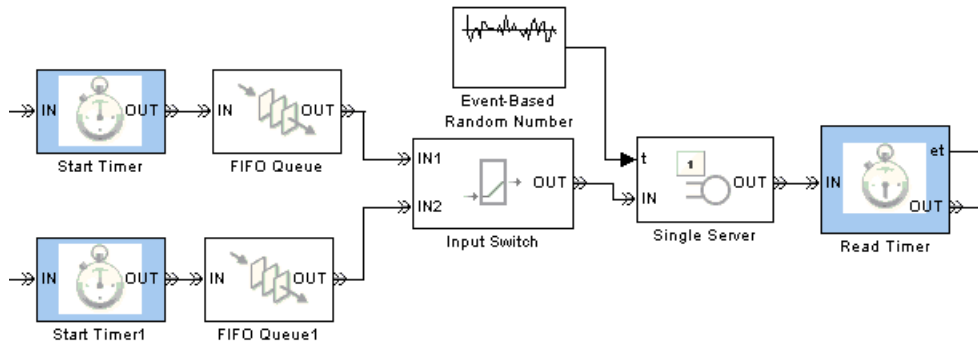 IN OUT
Start Timer
IN OUT
FIFO Queue
Event-Based
Random Number
IN1
IN2
OUT
Input Switch
t
IN
1
OUT
Single Server
IN
et
OUT
Read Timer
IN OUT
Start Timer1
IN OUT
FIFO Queue1